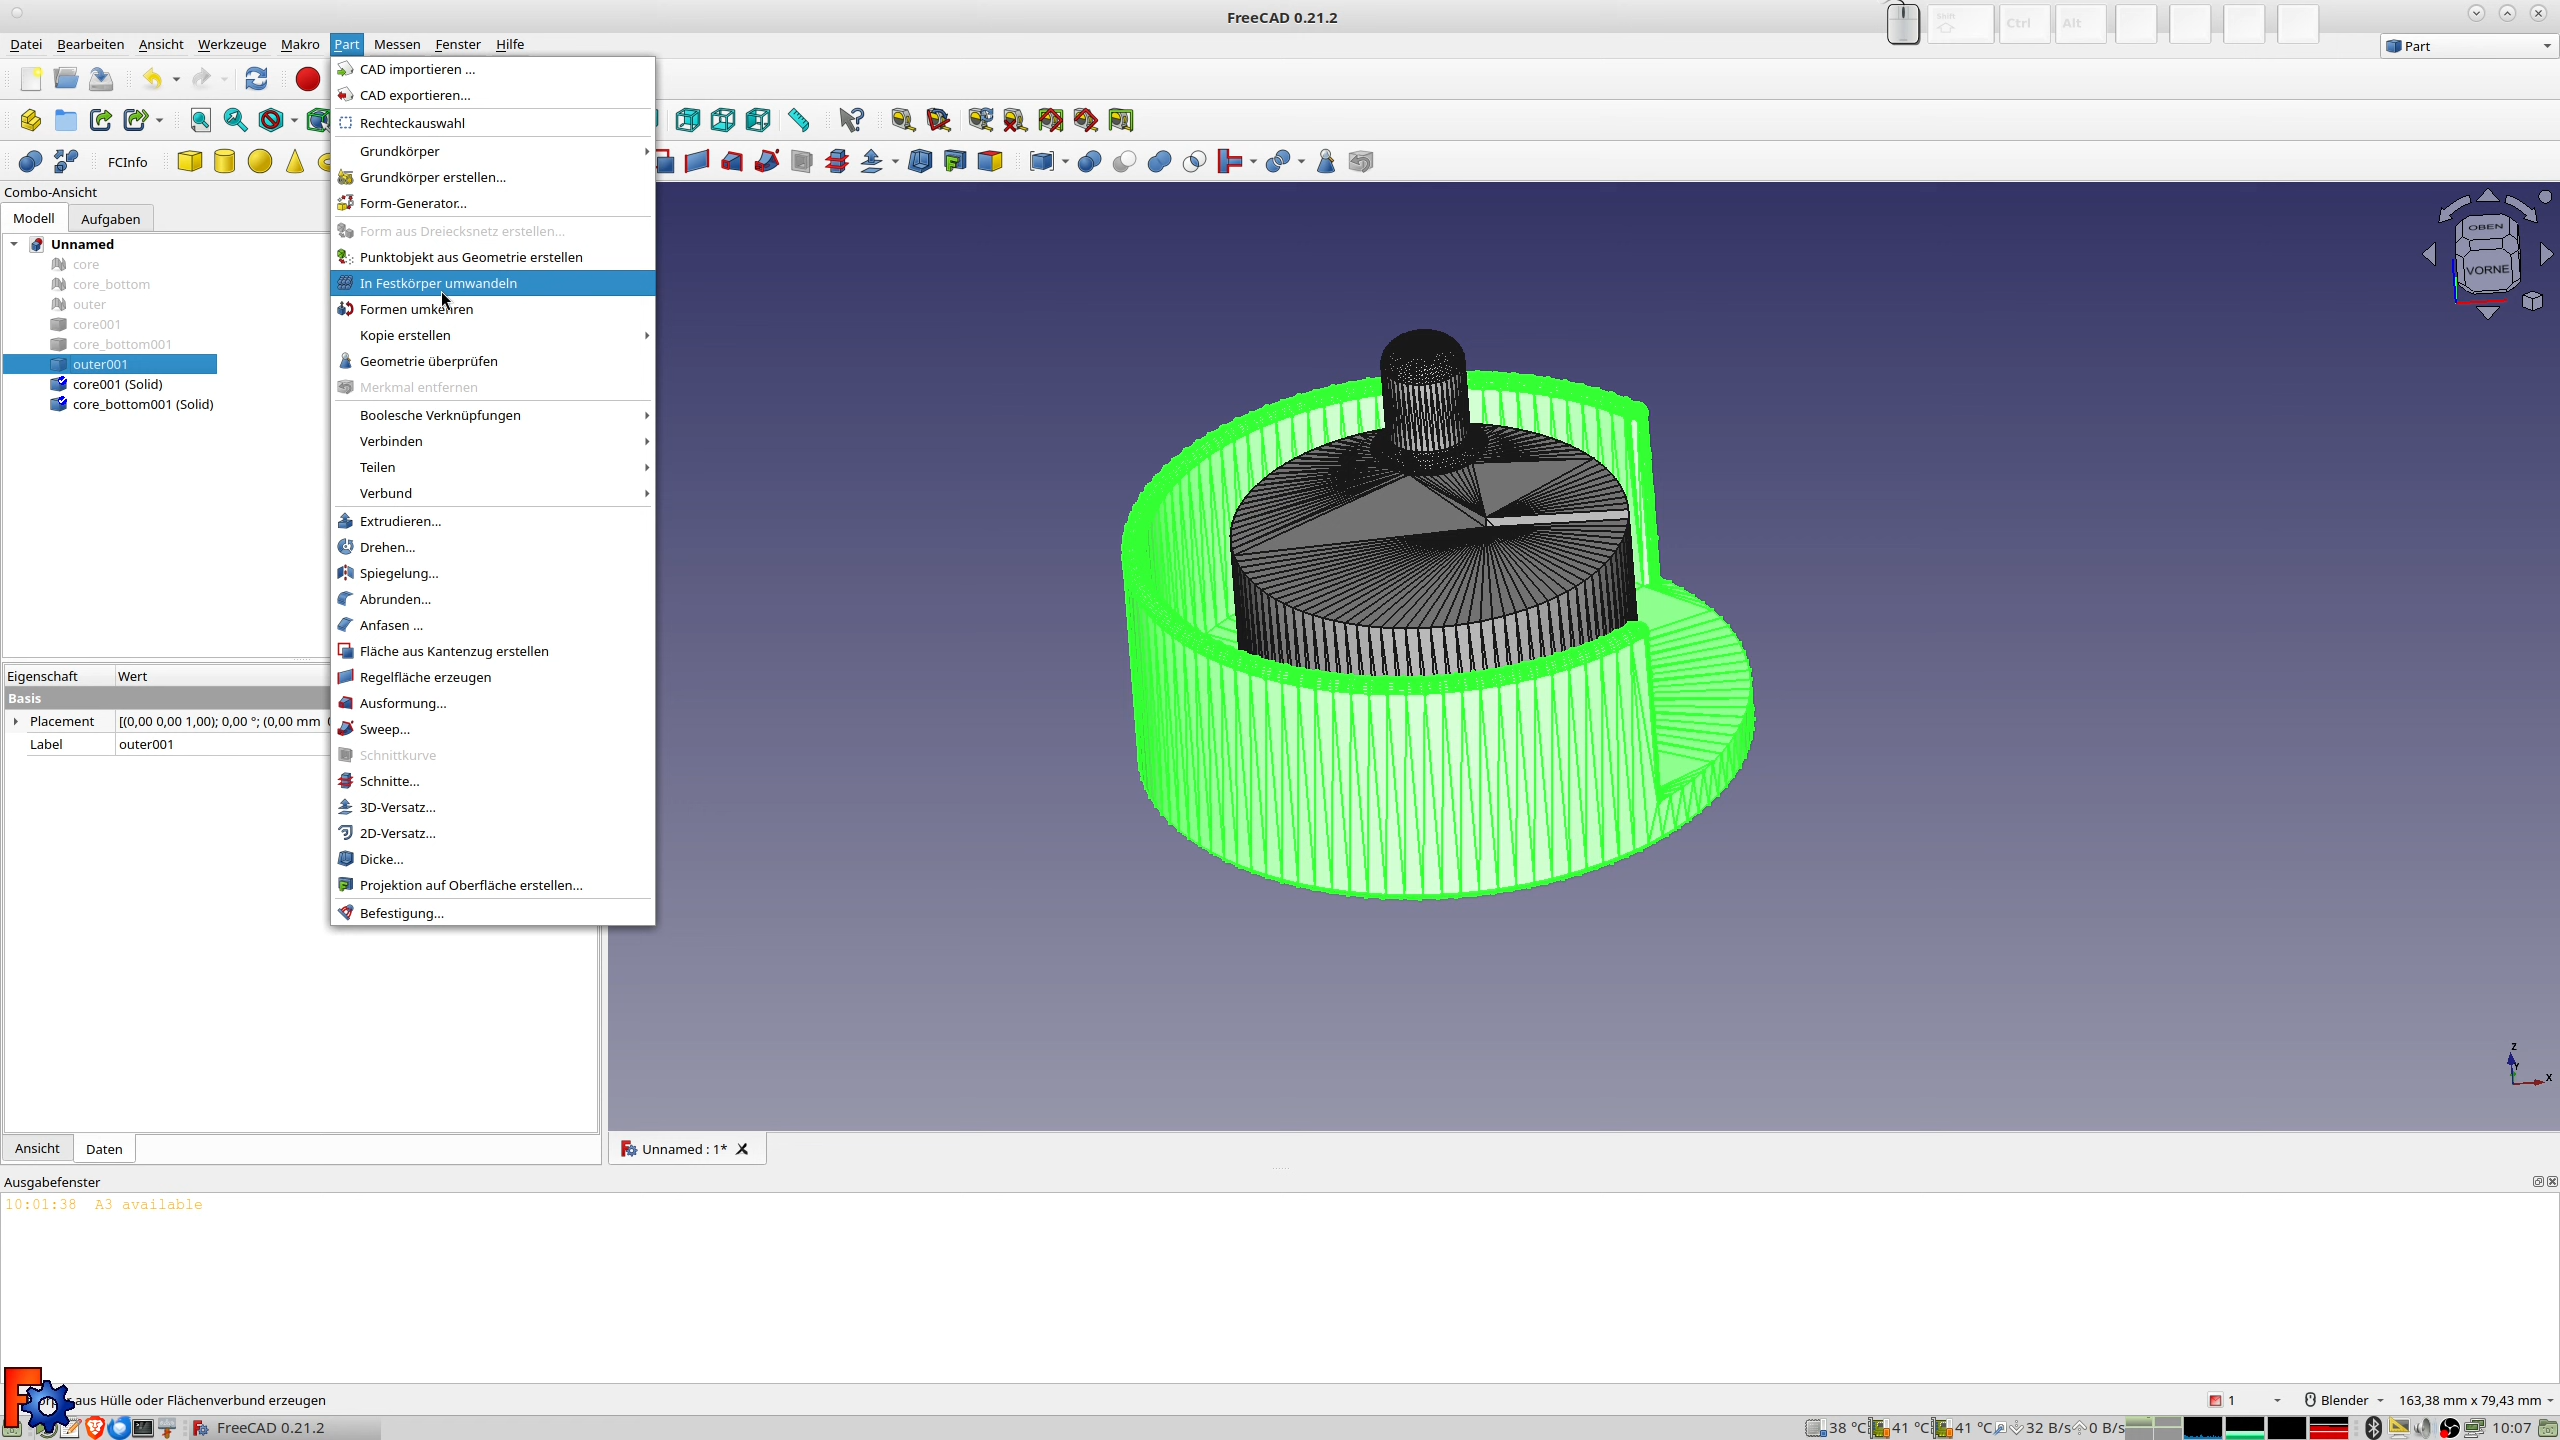 FreeCAD 0.21.2
Shift
Ctrl
Alt
Datei
Bearbeiten
Ansicht
Werkzeuge
Makro
Part
Messen
Fenster
Hilfe
Part
FCInfo
CAD importieren ...
CAD exportieren...
Rechteckauswahl
Grundkörper
Grundkörper erstellen...
Form-Generator...
Form aus Dreiecksnetz erstellen...
Punktobjekt aus Geometrie erstellen
In Festkörper umwandeln
Formen umkehren
Kopie erstellen
Geometrie überprüfen
Merkmal entfernen
Boolesche Verknüpfungen
Verbinden
Teilen
Verbund
Extrudieren...
Drehen...
Spiegelung...
Abrunden...
Anfasen ...
Fläche aus Kantenzug erstellen
Regelfläche erzeugen
Ausformung...
Sweep...
Schnittkurve
Schnitte...
3D-Versatz...
2D-Versatz...
Dicke...
Projektion auf Oberfläche erstellen...
Befestigung...
Combo-Ansicht
Modell
Aufgaben
Unnamed
core
core_bottom
outer
core001
core_bottom001
outer001
core001 (Solid)
core_bottom001 (Solid)
Eigenschaft
Wert
Basis
Placement
[(0,00 0,00 1,00); 0,00 °; (0,00 mm
Label
outer001
OBEN
VORNE
Z
Y
X
Ansicht
Daten
Unnamed : 1*
Ausgabefenster
10:01:38 A3 available
aus Hülle oder Flächenverbund erzeugen
1
Blender
163,38 mm x 79,43 mm
FreeCAD 0.21.2
38 °C
41 °C
41 °C
32 B/s
0 B/s
10:07